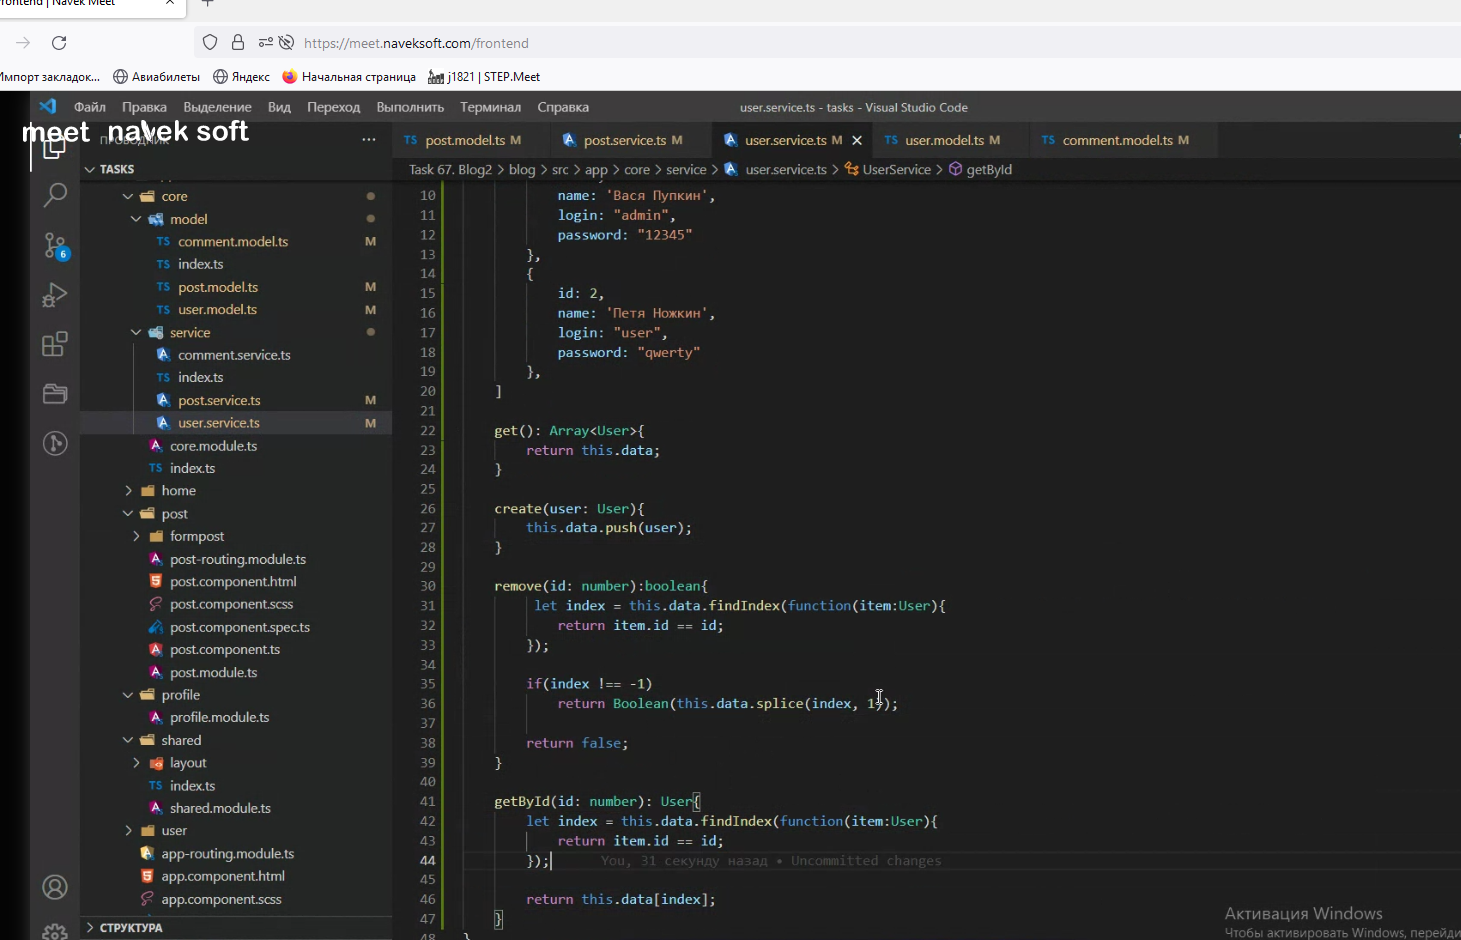 Frontend | Navek Meet
https://meet.naveksoft.com/frontend
Импорт закладок... Авиабилеты Яндекс Начальная страница j1821 | STEP.Meet
Файл Правка Выделение Вид Переход Выполнить Терминал Справка
user.service.ts - tasks - Visual Studio Code
meet navek soft
ПРОВОДНИК
TS post.model.ts M
post.service.ts M
user.service.ts M
TS user.model.ts M
TS comment.model.ts M
Task 67. Blog2 > blog > src > app > core > service > user.service.ts > UserService > getById
TASKS
core
model
TS comment.model.ts M
TS index.ts
TS post.model.ts M
TS user.model.ts M
service
comment.service.ts
TS index.ts
post.service.ts M
user.service.ts M
core.module.ts
TS index.ts
home
post
formpost
post-routing.module.ts
post.component.html
post.component.scss
post.component.spec.ts
post.component.ts
post.module.ts
profile
profile.module.ts
shared
layout
TS index.ts
shared.module.ts
user
app-routing.module.ts
app.component.html
app.component.scss
СТРУКТУРА
6
10 name: 'Вася Пупкин',
11 login: "admin",
12 password: "12345"
13 },
14 {
15 id: 2,
16 name: 'Петя Ножкин',
17 login: "user",
18 password: "qwerty"
19 },
20 ]
21
22 get(): Array<User>{
23 return this.data;
24 }
25
26 create(user: User){
27 this.data.push(user);
28 }
29
30 remove(id: number):boolean{
31 let index = this.data.findIndex(function(item:User){
32 return item.id == id;
33 });
34
35 if(index !== -1)
36 return Boolean(this.data.splice(index, 1));
37
38 return false;
39 }
40
41 getById(id: number): User{
42 let index = this.data.findIndex(function(item:User){
43 return item.id == id;
44 }); You, 31 секунду назад • Uncommitted changes
45
46 return this.data[index];
47 }
48 }
Активация Windows
Чтобы активировать Windows, перейди